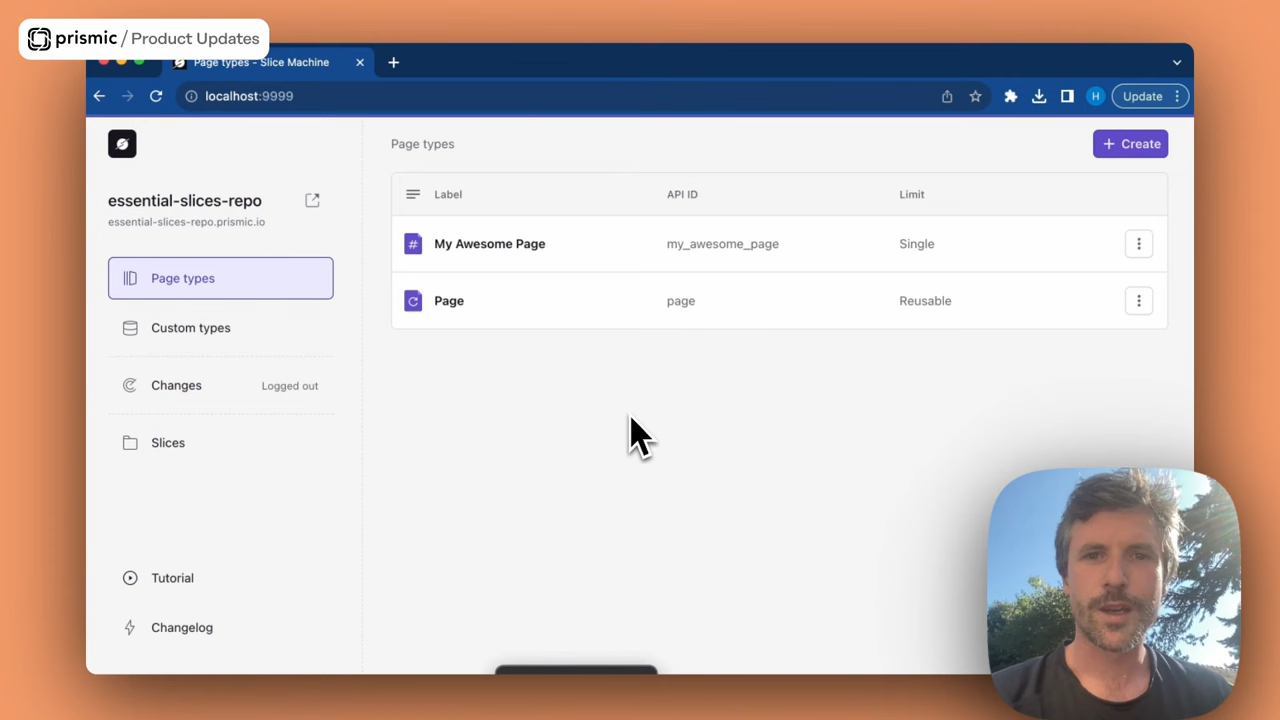 prismic / Product Updates
Page types - Slice Machine
localhost:9999
H
Update
essential-slices-repo
essential-slices-repo.prismic.io
Page types
Custom types
Changes Logged out
Slices
Tutorial
Changelog
Page types
+ Create
Label API ID Limit
# My Awesome Page my_awesome_page Single
Page page Reusable